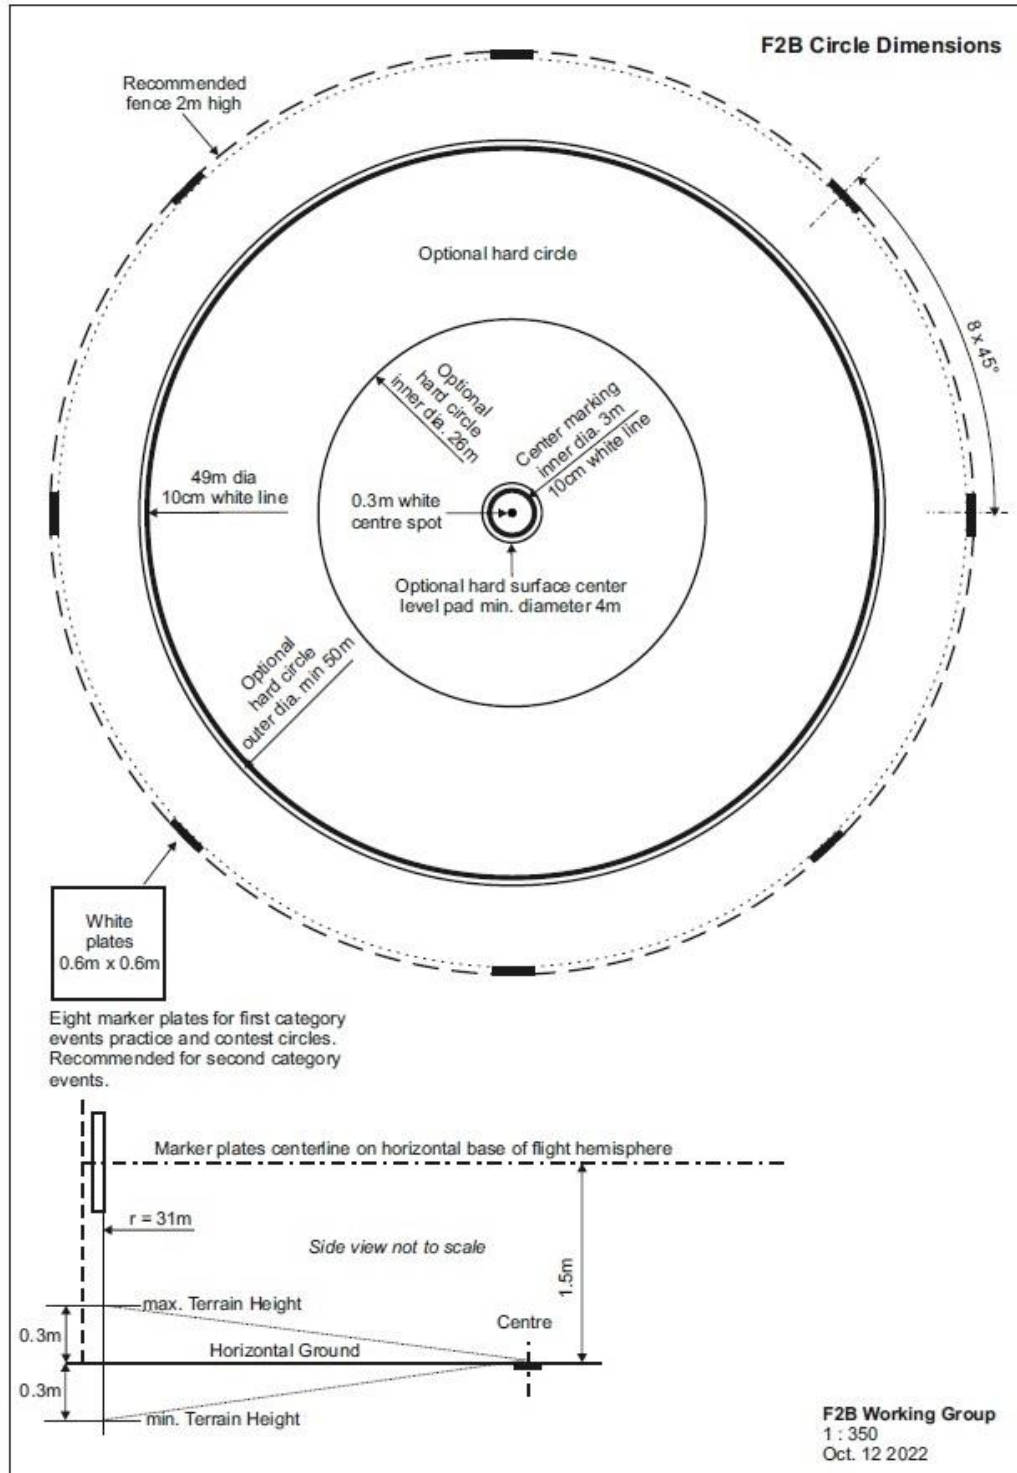 F2B Circle Dimensions
Recommended
fence 2m high
Optional hard circle
8 x 45°
Optional
hard circle
inner dia. 26m
Center marking
inner dia. 3m
10cm white line
49m dia
10cm white line
0.3m white
centre spot
Optional hard surface center
level pad min. diameter 4m
Optional
hard circle
outer dia. min 50m
White
plates
0.6m x 0.6m
Eight marker plates for first category
events practice and contest circles.
Recommended for second category
events.
Marker plates centerline on horizontal base of flight hemisphere
r = 31m
Side view not to scale
1.5m
max. Terrain Height
Centre
0.3m
Horizontal Ground
0.3m
min. Terrain Height
F2B Working Group
1 : 350
Oct. 12 2022